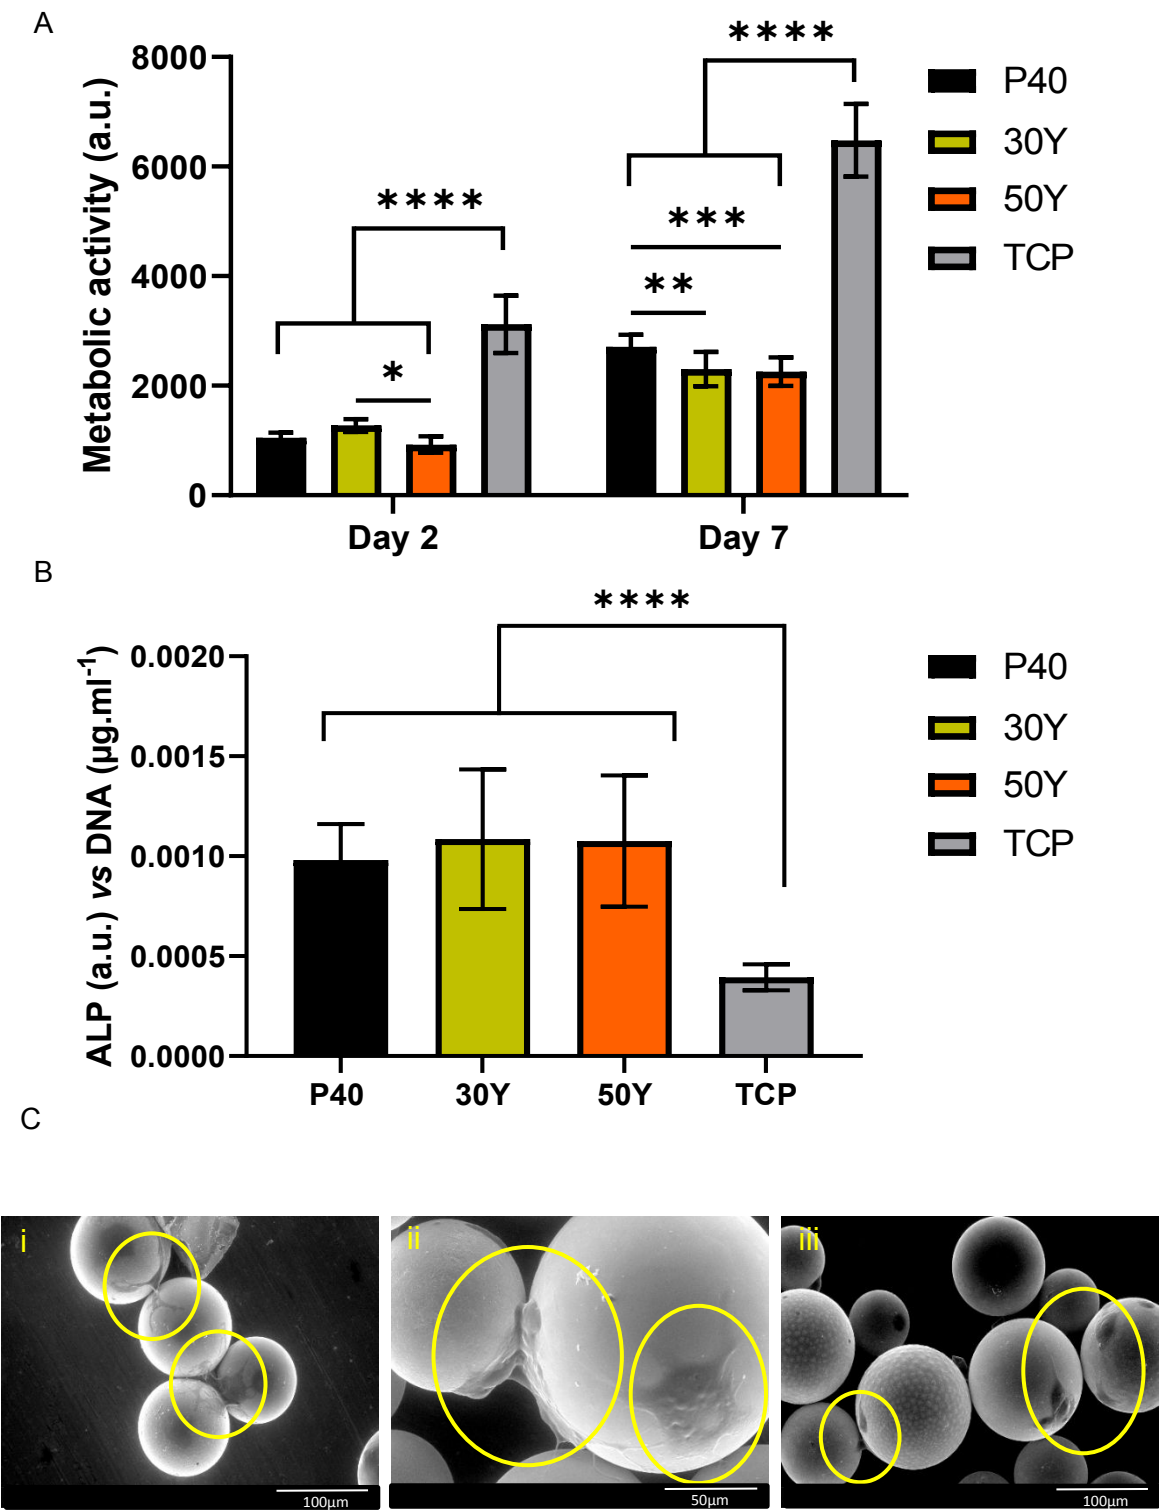 A
****
8000
6000
4000
2000
0
Metabolic activity (a.u.)
****
***
**
*
Day 2
Day 7
P40
30Y
50Y
TCP
B
****
0.0020
0.0015
0.0010
0.0005
0.0000
ALP (a.u.) vs DNA (µg.ml⁻¹)
P40
30Y
50Y
TCP
P40
30Y
50Y
TCP
C
i
ii
iii
100µm
50µm
100µm